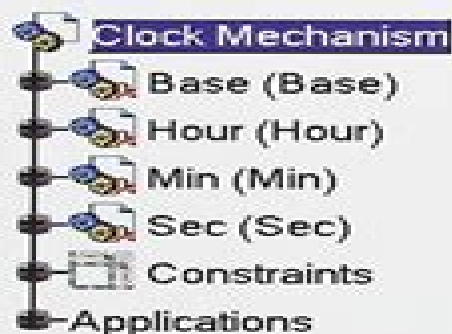 Clock Mechanism
Base (Base)
Hour (Hour)
Min (Min)
Sec (Sec)
Constraints
Applications